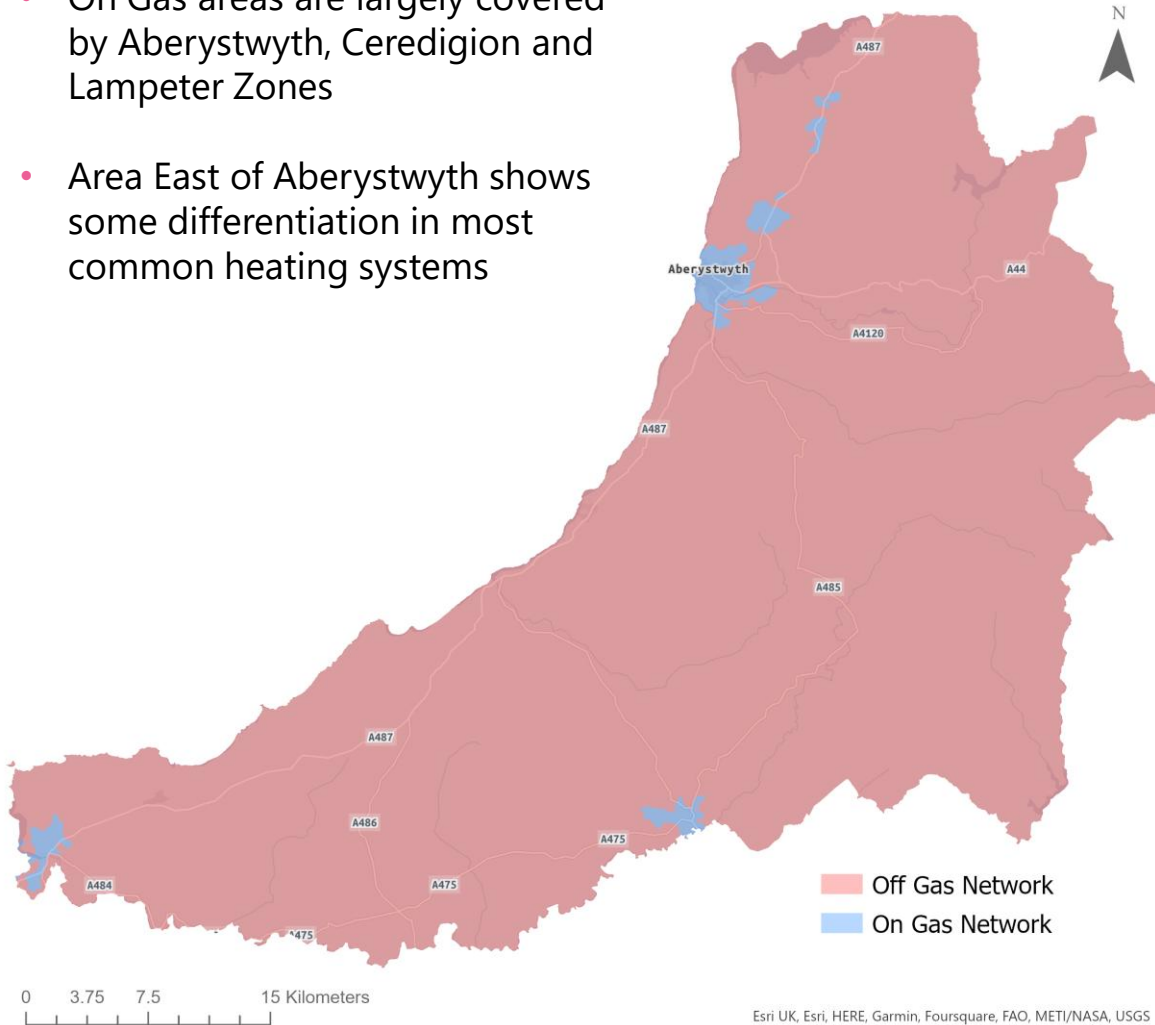 • On Gas areas are largely covered
by Aberystwyth, Ceredigion and
Lampeter Zones
• Area East of Aberystwyth shows
some differentiation in most
common heating systems
N
A487
Aberystwyth
A44
A4120
A487
A485
A487
A486
A475
A484
A475
A475
Off Gas Network
On Gas Network
0 3.75 7.5 15 Kilometers
Esri UK, Esri, HERE, Garmin, Foursquare, FAO, METI/NASA, USGS